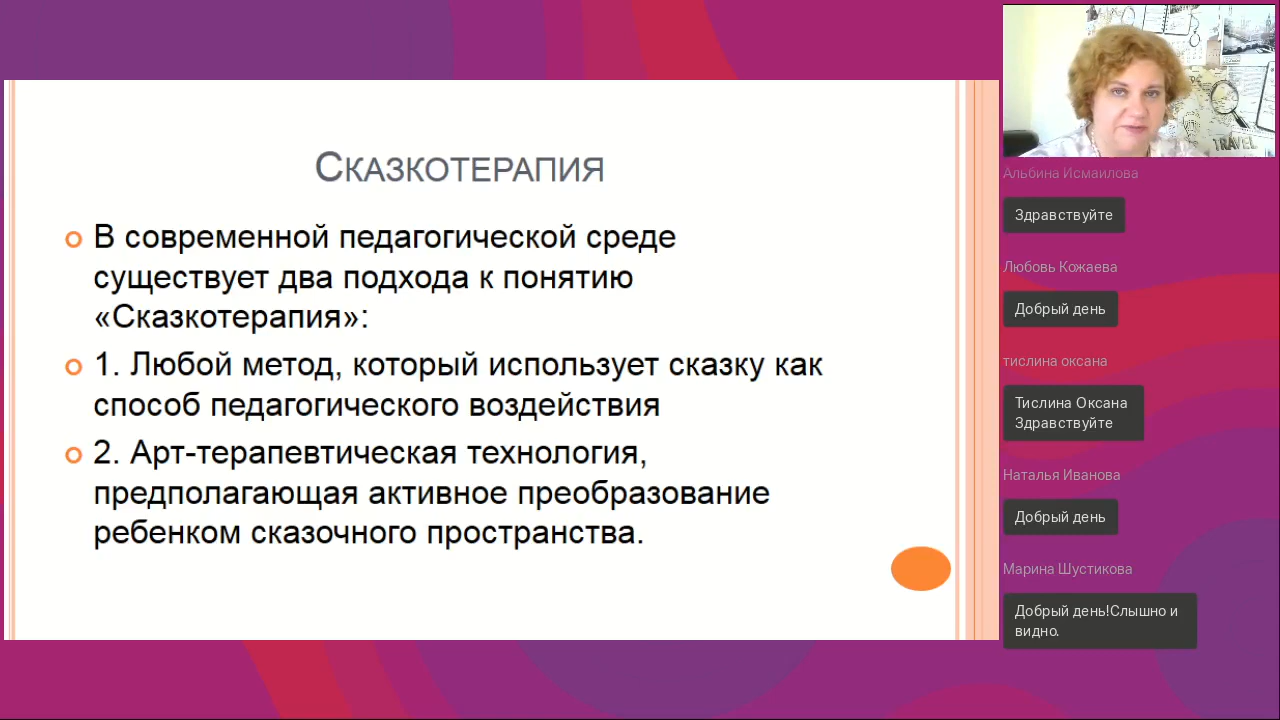 Сказкотерапия
В современной педагогической среде
существует два подхода к понятию
«Сказкотерапия»:
1. Любой метод, который использует сказку как
способ педагогического воздействия
2. Арт-терапевтическая технология,
предполагающая активное преобразование
ребенком сказочного пространства.
TRAVEL
Альбина Исмаилова
Здравствуйте
Любовь Кожаева
Добрый день
тислина оксана
Тислина Оксана
Здравствуйте
Наталья Иванова
Добрый день
Марина Шустикова
Добрый день!Слышно и
видно.